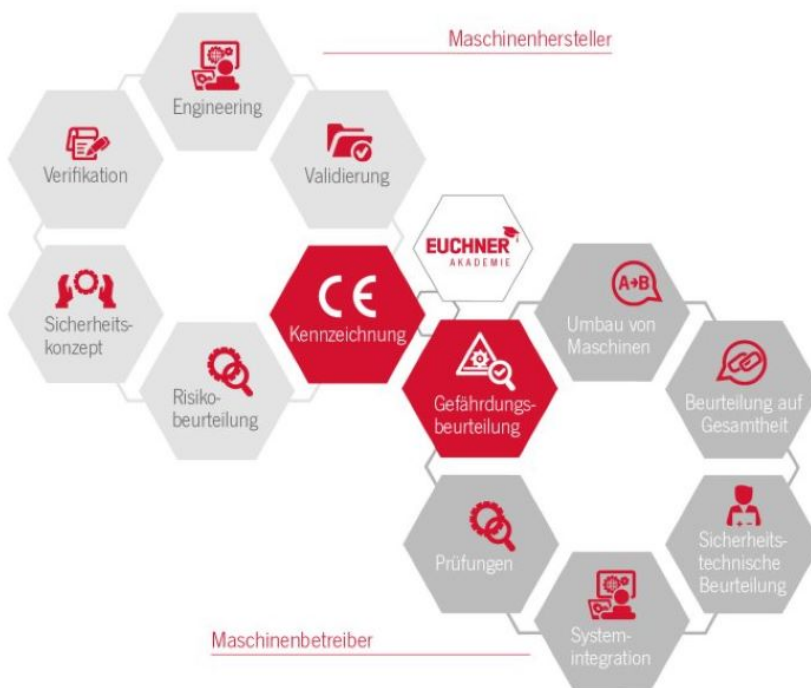 Maschinenhersteller
Engineering
Verifikation
Validierung
EUCHNER
AKADEMIE
Sicherheits-
konzept
CE
Kennzeichnung
Risiko-
beurteilung
A→B
Umbau von
Maschinen
Gefährdungs-
beurteilung
Beurteilung auf
Gesamtheit
Prüfungen
Sicherheits-
technische
Beurteilung
System-
integration
Maschinenbetreiber